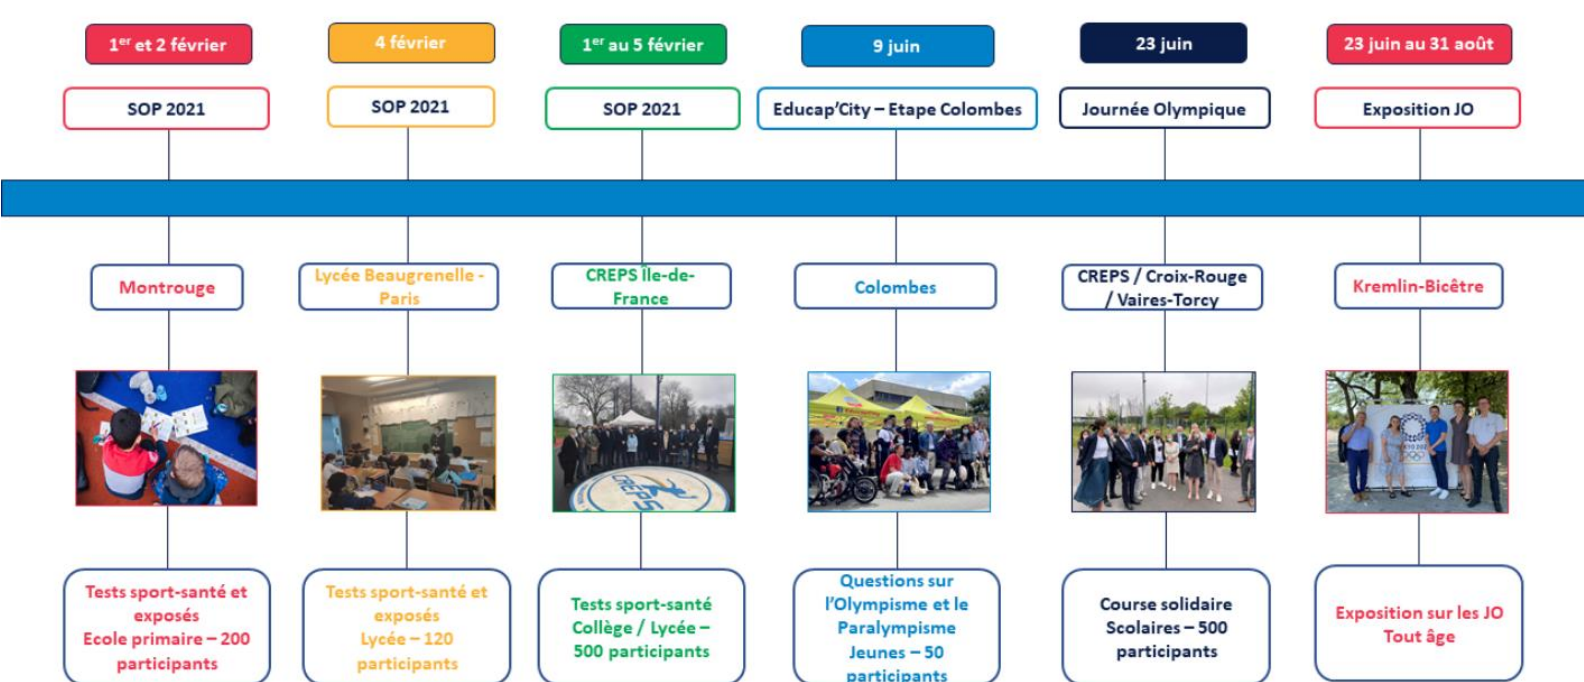 1er et 2 février
4 février
1er au 5 février
9 juin
23 juin
23 juin au 31 août
SOP 2021
SOP 2021
SOP 2021
Educap'City – Etape Colombes
Journée Olympique
Exposition JO
Montrouge
Lycée Beaugrenelle -
Paris
CREPS Île-de-
France
Colombes
CREPS / Croix-Rouge
/ Vaires-Torcy
Kremlin-Bicêtre
CREPS
Tests sport-santé et
exposés
Ecole primaire – 200
participants
Tests sport-santé et
exposés
Lycée – 120
participants
Tests sport-santé
Collège / Lycée –
500 participants
Questions sur
l'Olympisme et le
Paralympisme
Jeunes – 50
participants
Course solidaire
Scolaires – 500
participants
Exposition sur les JO
Tout âge